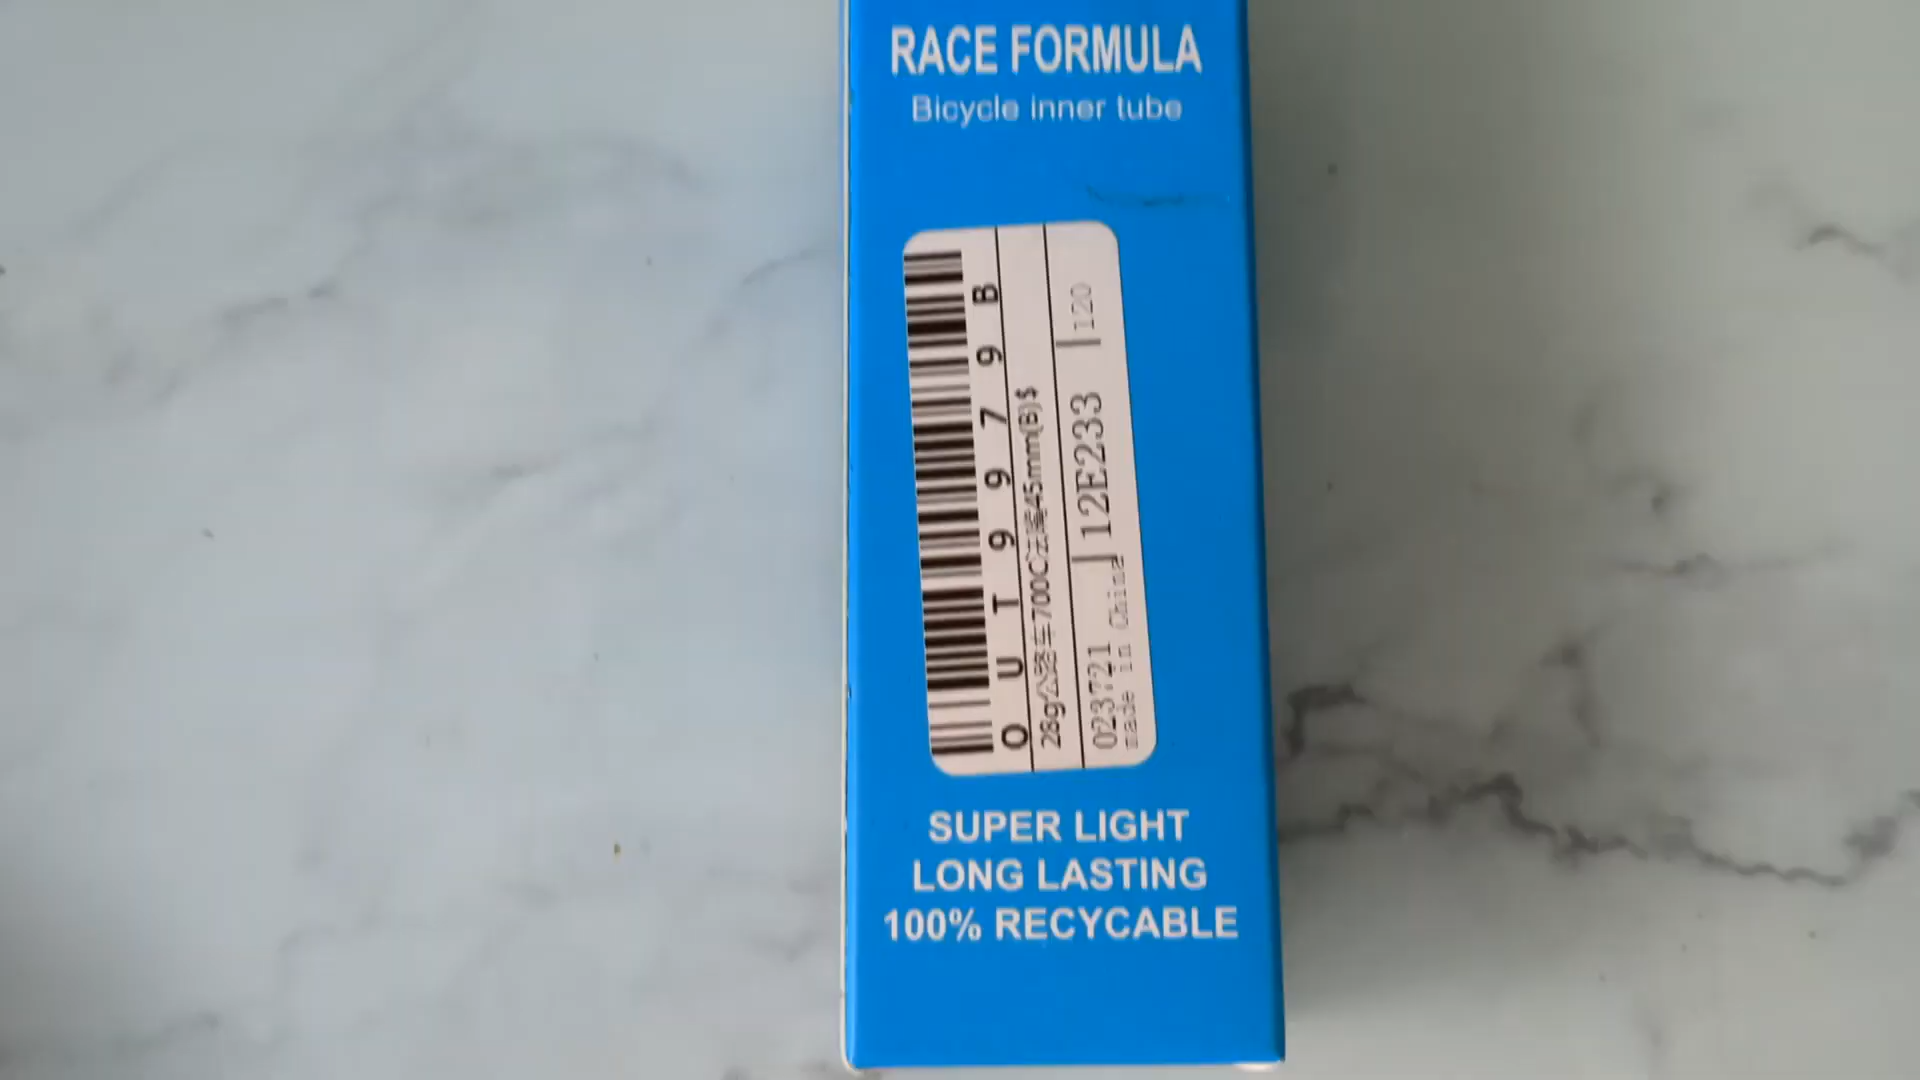 RACE FORMULA
Bicycle inner tube
OUT99779B
28g公路车700C法嘴45mm(B)$
023721
12E233
120
made in China
SUPER LIGHT
LONG LASTING
100% RECYCABLE